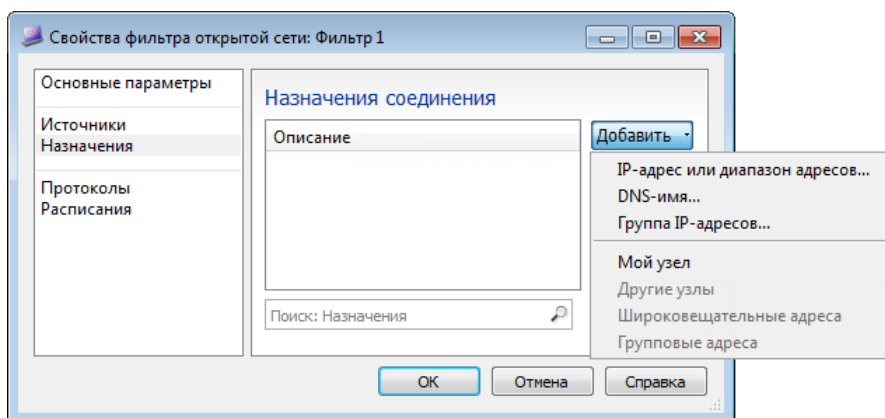 Свойства фильтра открытой сети: Фильтр 1
Основные параметры
Источники
Назначения
Протоколы
Расписания
Назначения соединения
Описание
Поиск: Назначения
Добавить
IP-адрес или диапазон адресов...
DNS-имя...
Группа IP-адресов...
Мой узел
Другие узлы
Широковещательные адреса
Групповые адреса
ОК
Отмена
Справка